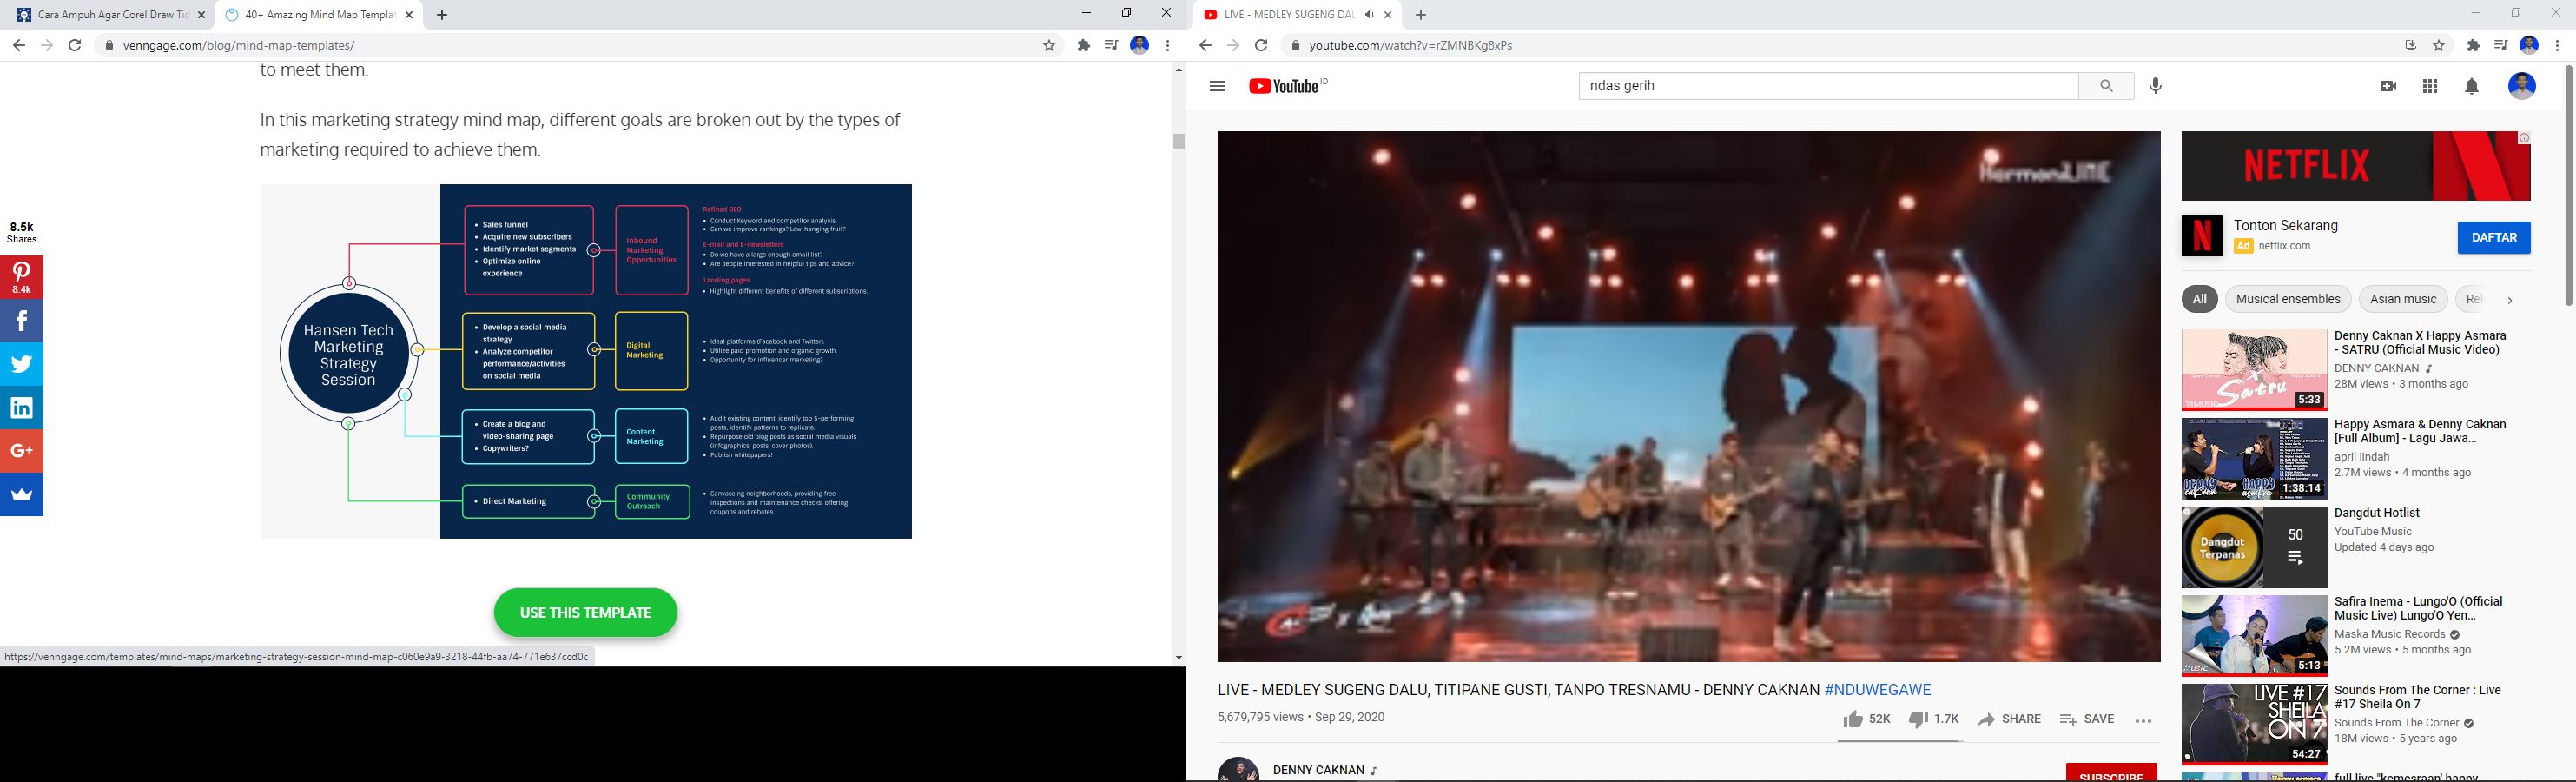 Cara Ampuh Agar Corel Draw Tid
40+ Amazing Mind Map Templat
venngage.com/blog/mind-map-templates/
to meet them.
In this marketing strategy mind map, different goals are broken out by the types of
marketing required to achieve them.
8.5k
Shares
8.4k
Hansen Tech
Marketing
Strategy
Session
• Sales funnel
• Acquire new subscribers
• Identify market segments
• Optimize online
experience
Inbound
Marketing
Opportunities
Refined SEO
• Conduct Keyword and competitor analysis.
• Can we improve rankings? Low-hanging fruit?
E-mail and E-newsletters
• Do we have a large enough email list?
• Are people interested in helpful tips and advice?
Landing pages
• Highlight different benefits of different subscriptions.
• Develop a social media
strategy
• Analyze competitor
performance/activities
on social media
Digital
Marketing
• Ideal platforms (Facebook and Twitter).
• Utilize paid promotion and organic growth.
• Opportunity for influencer marketing?
• Create a blog and
video-sharing page
• Copywriters?
Content
Marketing
• Audit existing content, identify top 5-performing
posts, identify patterns to replicate.
• Repurpose old blog posts as social media visuals
(infographics, posts, cover photos).
• Publish whitepapers!
• Direct Marketing
Community
Outreach
• Canvassing neighborhoods, providing free
inspections and maintenance checks, offering
coupons and rebates.
USE THIS TEMPLATE
https://venngage.com/templates/mind-maps/marketing-strategy-session-mind-map-c060e9a9-3218-44fb-aa74-771e637ccd0c
LIVE - MEDLEY SUGENG DAL
youtube.com/watch?v=rZMNBKg8xPs
YouTube ID
ndas gerih
LIVE - MEDLEY SUGENG DALU, TITIPANE GUSTI, TANPO TRESNAMU - DENNY CAKNAN #NDUWEGAWE
5,679,795 views • Sep 29, 2020
52K
1.7K
SHARE
SAVE
DENNY CAKNAN
SUBSCRIBE
NETFLIX
Tonton Sekarang
Ad netflix.com
DAFTAR
All
Musical ensembles
Asian music
Rel
Satru
5:33
Denny Caknan X Happy Asmara
- SATRU (Official Music Video)
DENNY CAKNAN
28M views • 3 months ago
DENNY
caKnan
HAPPY
1:38:14
Happy Asmara & Denny Caknan
[Full Album] - Lagu Jawa...
april iindah
2.7M views • 4 months ago
Dangdut
Terpanas
50
Dangdut Hotlist
YouTube Music
Updated 4 days ago
Music
5:13
Safira Inema - Lungo'O (Official
Music Live) Lungo'O Yen...
Maska Music Records
5.2M views • 5 months ago
LIVE #17
SHEILA
ON 7
54:27
Sounds From The Corner : Live
#17 Sheila On 7
Sounds From The Corner
18M views • 5 years ago
full live "kemesraan' happy